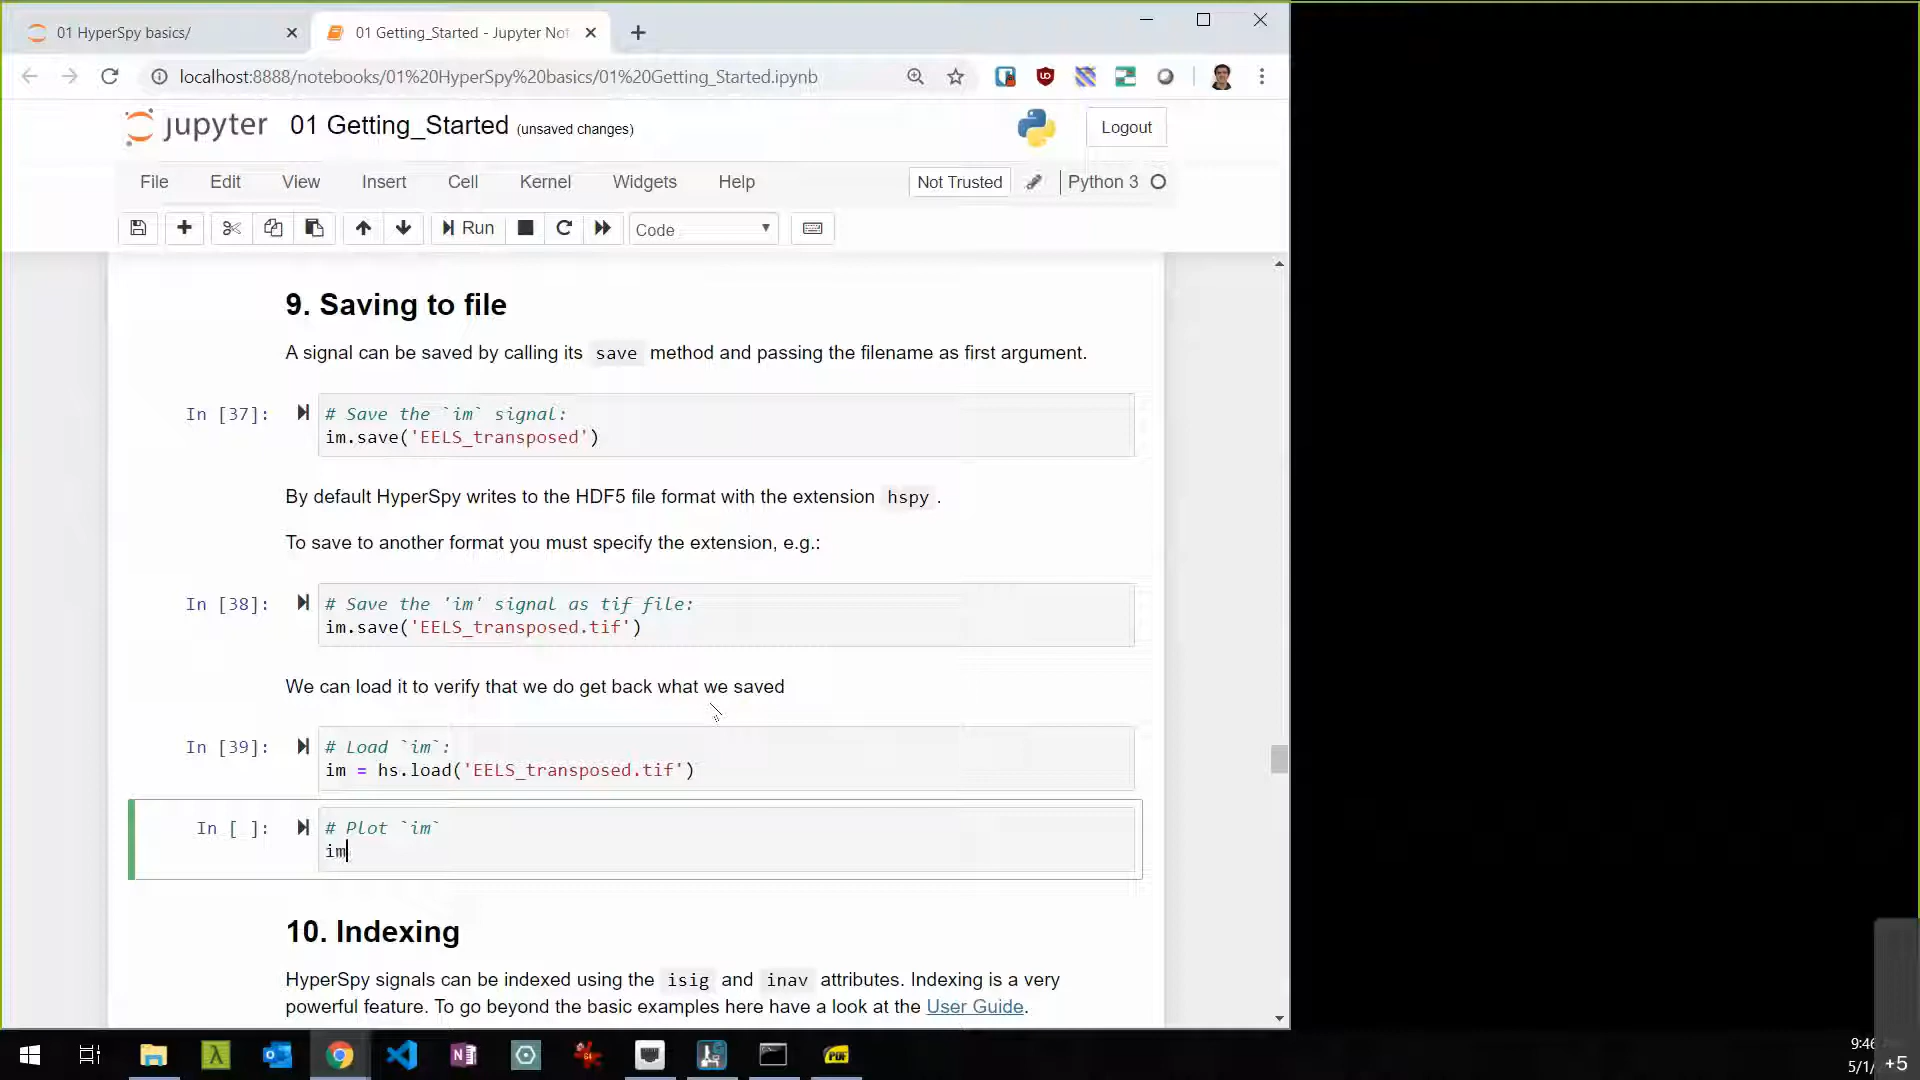 01 HyperSpy basics/
01 Getting_Started - Jupyter Not
localhost:8888/notebooks/01%20HyperSpy%20basics/01%20Getting_Started.ipynb
jupyter 01 Getting_Started (unsaved changes)
Logout
File Edit View Insert Cell Kernel Widgets Help
Not Trusted
Python 3
Run
Code
9. Saving to file
A signal can be saved by calling its save method and passing the filename as first argument.
In [37]:
# Save the `im` signal:
im.save('EELS_transposed')
By default HyperSpy writes to the HDF5 file format with the extension hspy .
To save to another format you must specify the extension, e.g.:
In [38]:
# Save the 'im' signal as tif file:
im.save('EELS_transposed.tif')
We can load it to verify that we do get back what we saved
In [39]:
# Load `im`:
im = hs.load('EELS_transposed.tif')
In [ ]:
# Plot `im`
im
10. Indexing
HyperSpy signals can be indexed using the isig and inav attributes. Indexing is a very
powerful feature. To go beyond the basic examples here have a look at the User Guide.
9:46
5/1/
+5
PDF